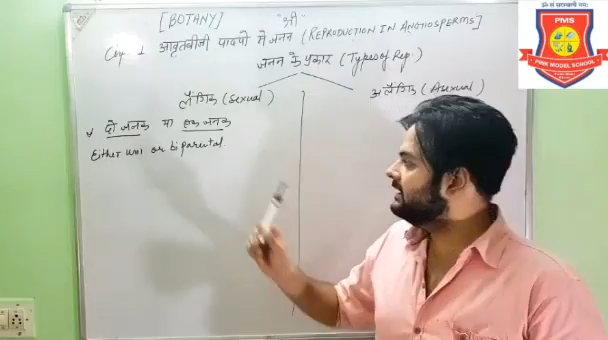 [BOTANY] "श्री"
Chp. 1 आवृतबीजी पादपों में जनन (REPRODUCTION IN ANGIOSPERMS]
जनन के प्रकार (Types of Rep.)
लैंगिक (Sexual)
अलैंगिक (Asexual)
दो जनक या एक जनक
Either uni or biparental.
PMS
PINK MODEL SCHOOL